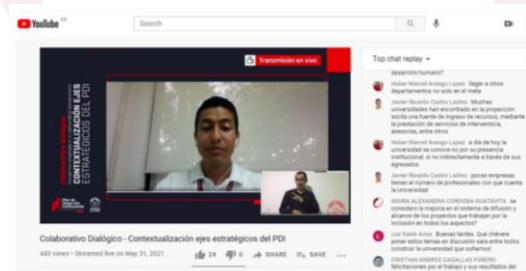 YouTube
Search
Transmisión en vivo
Top chat replay
Colaborativo Dialógico
CONTEXTUALIZACIÓN EJES
ESTRATÉGICOS DEL PDI
desarrollo humano?
Huber Marcel Arango Lopez llegar a otros
departamentos no solo en el meta
Javier Ricardo Castro Ladino Muchas
universidades han encontrado en la proyección
social una fuente de ingreso de recursos, mediante
la prestación de servicios de interventoría,
asesorías, entre otros
Huber Marcel Arango Lopez a día de hoy la
universidad se conoce por su presencia
institucional, si no indirectamente a través de sus
egresados
Javier Ricardo Castro Ladino pocas empresas
tienen el número de profesionales con que cuenta
la Universidad
MARIA ALEXANDRA CORDOBA GUATAVITA se
considera la mejora en el sistema de difusión y
alcance de los proyectos que trabajan por la
inclusión en todos los aspectos?
Luz Saida Arias Buenas tardes. Qué chévere
poner estos temas en discusión sara entre todos
construir la universidad que soñamos!
CRISTIAN ANDRES CASALLAS FORERO
felicitaciones por el trabajo y sus resultados del
Colaborativo Dialógico - Contextualización ejes estratégicos del PDI
443 views • Streamed live on May 31, 2021
24
0
SHARE
SAVE